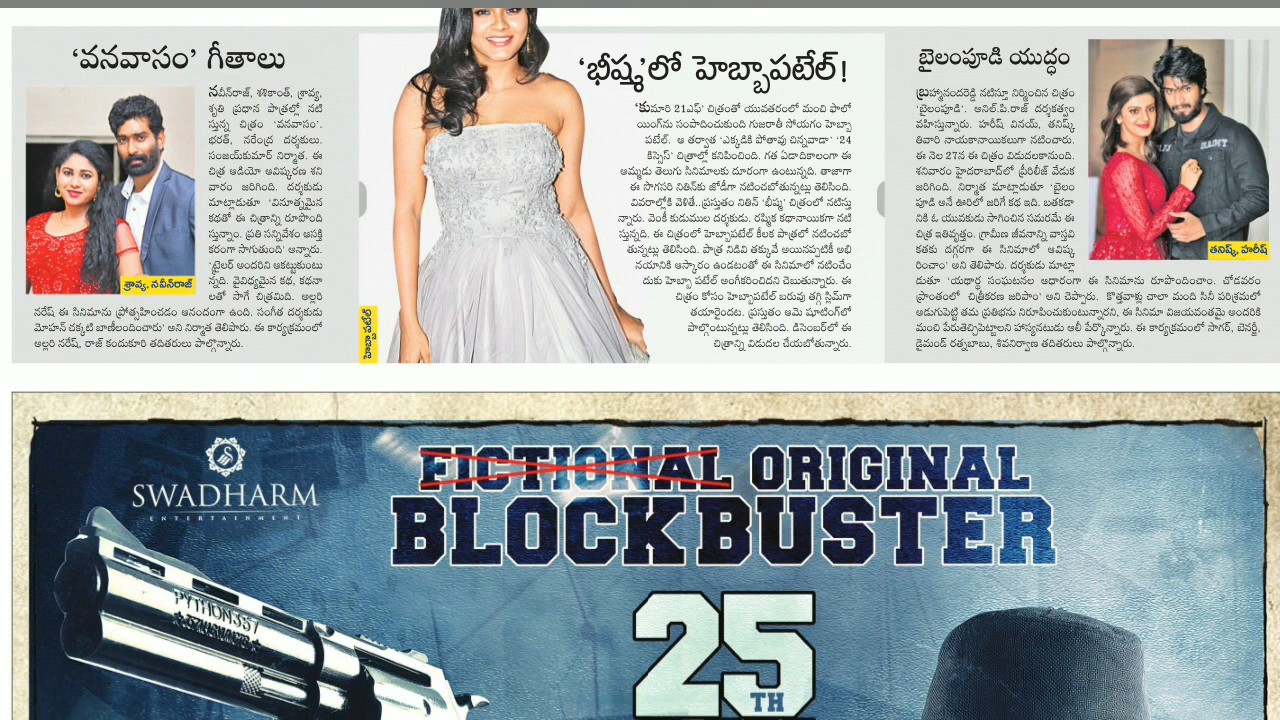 ‘వనవాసం’ గీతాలు
నవీన్‌రాజ్, శశికాంత్, శ్రావ్య,
శృతి ప్రధాన పాత్రల్లో నటి
స్తున్న చిత్రం ‘వనవాసం’.
భరత్, నరేంద్ర దర్శకులు.
సంజయ్‌కుమార్ నిర్మాత. ఈ
చిత్ర ఆడియో ఆవిష్కరణ శని
వారం జరిగింది. దర్శకుడు
మాట్లాడుతూ ‘వినూత్నమైన
కథతో ఈ చిత్రాన్ని రూపొంది
స్తున్నాం. ప్రతి సన్నివేశం ఆసక్తి
కరంగా సాగుతుంది’ అన్నారు.
‘ట్రైలర్ అందరినీ ఆకట్టుకుంటు
న్నది. వైవిధ్యమైన కథ, కథనా
లతో సాగే చిత్రమిది. అల్లరి
నరేష్ ఈ సినిమాను ప్రోత్సహించడం ఆనందంగా ఉంది. సంగీత దర్శకుడు
మోహన్ చక్కటి బాణీలందించారు’ అని నిర్మాత తెలిపారు. ఈ కార్యక్రమంలో
అల్లరి నరేష్, రాజ్ కందుకూరి తదితరులు పాల్గొన్నారు.
శ్రావ్య, నవీన్‌రాజ్
‘భీష్మ’లో హెబ్బాపటేల్!
‘కుమారి 21ఎఫ్’ చిత్రంతో యువతరంలో మంచి ఫాలో
యింగ్‌ను సంపాదించుకుంది గుజరాతీ సోయగం హెబ్బా
పటేల్. ఆ తర్వాత ‘ఎక్కడికి పోతావు చిన్నవాడా’ ‘24
కిస్సెస్’ చిత్రాల్లో కనిపించింది. గత ఏడాదికాలంగా ఈ
అమ్మడు తెలుగు సినిమాలకు దూరంగా ఉంటున్నది. తాజాగా
ఈ సొగసరి నితిన్‌కు జోడీగా నటించబోతున్నట్లు తెలిసింది.
వివరాల్లోకి వెళితే..ప్రస్తుతం నితిన్ ‘భీష్మ’ చిత్రంలో నటిస్తు
న్నారు. వెంకీ కుడుముల దర్శకుడు. రష్మిక కథానాయికగా నటి
స్తున్నది. ఈ చిత్రంలో హెబ్బాపటేల్ కీలక పాత్రలో నటించబో
తున్నట్లు తెలిసింది. పాత్ర నిడివి తక్కువే అయినప్పటికీ అభి
నయానికి ఆస్కారం ఉండటంతో ఈ సినిమాలో నటించేం
దుకు హెబ్బా పటేల్ అంగీకరించిందని చెబుతున్నారు. ఈ
చిత్రం కోసం హెబ్బాపటేల్ బరువు తగ్గి స్లిమ్‌గా
తయారైందట. ప్రస్తుతం ఆమె షూటింగ్‌లో
పాల్గొంటున్నట్లు తెలిసింది. డిసెంబర్‌లో ఈ
చిత్రాన్ని విడుదల చేయబోతున్నారు.
హెబ్బాపటేల్
బైలంపూడి యుద్ధం
బ్రహ్మానందరెడ్డి నటిస్తూ నిర్మించిన చిత్రం
‘బైలంపూడి’. అనిల్.పి.రాజ్ దర్శకత్వం
వహిస్తున్నారు. హరీష్ వినయ్, తనిష్క్
తివారి నాయకానాయికలుగా నటించారు.
ఈ నెల 27న ఈ చిత్రం విడుదలకానుంది.
శనివారం హైదరాబాద్‌లో ప్రీరిలీజ్ వేడుక
జరిగింది. నిర్మాత మాట్లాడుతూ ‘బైలం
పూడి అనే ఊరిలో జరిగే కథ ఇది. బతకడా
నికి ఓ యువకుడు సాగించిన సమరమే ఈ
చిత్ర ఇతివృత్తం. గ్రామీణ జీవనాన్ని వాస్తవి
కతకు దగ్గరగా ఈ సినిమాలో ఆవిష్క
రించాం’ అని తెలిపారు. దర్శకుడు మాట్లా
డుతూ ‘యథార్థ సంఘటనల ఆధారంగా ఈ సినిమాను రూపొందించాం. చోడవరం
ప్రాంతంలో చిత్రీకరణ జరిపాం’ అని చెప్పారు. కొత్తవాళ్లు చాలా మంది సినీ పరిశ్రమలో
అడుగుపెట్టి తమ ప్రతిభను నిరూపించుకుంటున్నారని, ఈ సినిమా విజయవంతమై అందరికి
మంచి పేరుతెచ్చిపెట్టాలని హాస్యనటుడు అలీ పేర్కొన్నారు. ఈ కార్యక్రమంలో సాగర్, బెనర్జీ,
డైమండ్ రత్నబాబు, శివనిర్వాణ తదితరులు పాల్గొన్నారు.
తనిష్క్, హరీష్
SWADHARM
ENTERTAINMENT
FICTIONAL ORIGINAL
BLOCKBUSTER
PYTHON357
25
TH